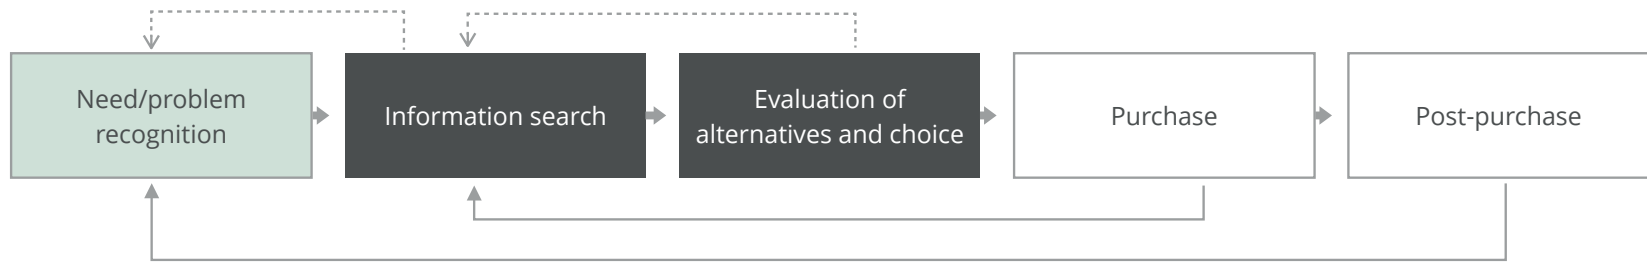 Need/problem
recognition
Information search
Evaluation of
alternatives and choice
Purchase
Post-purchase